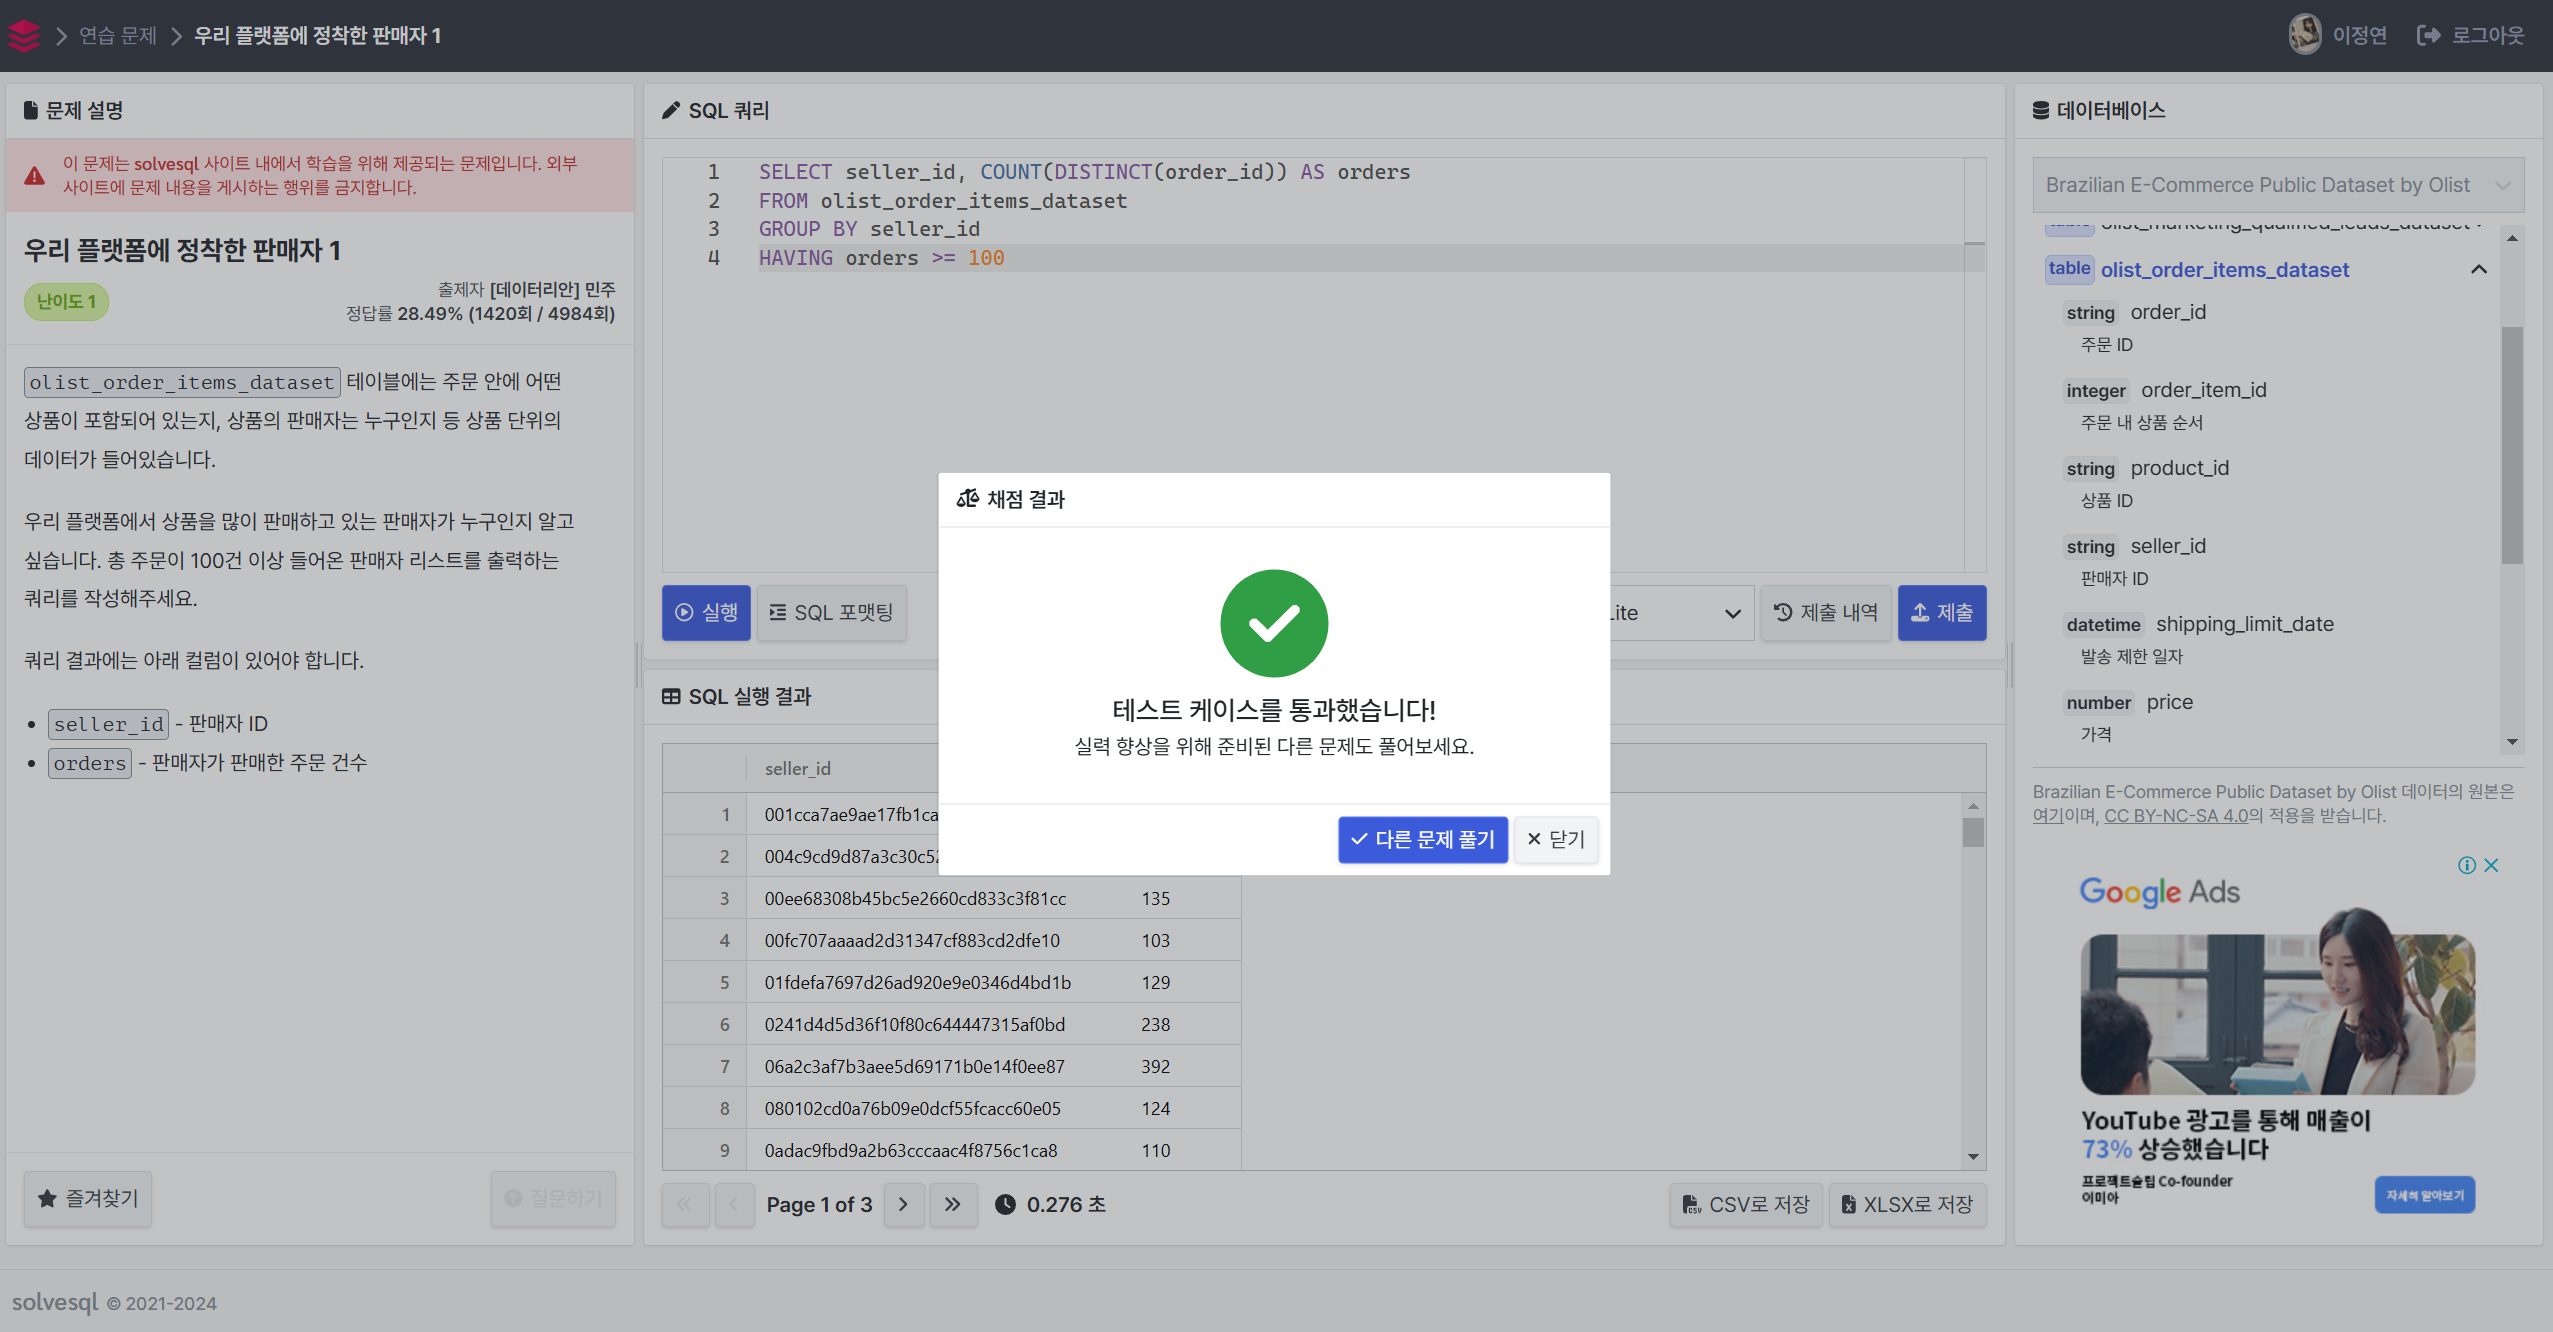 연습 문제
우리 플랫폼에 정착한 판매자 1
이정연
로그아웃
문제 설명
이 문제는 solvesql 사이트 내에서 학습을 위해 제공되는 문제입니다. 외부
사이트에 문제 내용을 게시하는 행위를 금지합니다.
우리 플랫폼에 정착한 판매자 1
난이도 1
출제자 [데이터리안] 민주
정답률 28.49% (1420회 / 4984회)
olist_order_items_dataset 테이블에는 주문 안에 어떤
상품이 포함되어 있는지, 상품의 판매자는 누구인지 등 상품 단위의
데이터가 들어있습니다.
우리 플랫폼에서 상품을 많이 판매하고 있는 판매자가 누구인지 알고
싶습니다. 총 주문이 100건 이상 들어온 판매자 리스트를 출력하는
쿼리를 작성해주세요.
쿼리 결과에는 아래 컬럼이 있어야 합니다.
• seller_id - 판매자 ID
• orders - 판매자가 판매한 주문 건수
즐겨찾기
질문하기
SQL 쿼리
1 SELECT seller_id, COUNT(DISTINCT(order_id)) AS orders
2 FROM olist_order_items_dataset
3 GROUP BY seller_id
4 HAVING orders >= 100
실행
SQL 포맷팅
제출 내역
제출
SQL 실행 결과
seller_id
1 001cca7ae9ae17fb1ca
2 004c9cd9d87a3c30c52
3 00ee68308b45bc5e2660cd833c3f81cc 135
4 00fc707aaaad2d31347cf883cd2dfe10 103
5 01fdefa7697d26ad920e9e0346d4bd1b 129
6 0241d4d5d36f10f80c644447315af0bd 238
7 06a2c3af7b3aee5d69171b0e14f0ee87 392
8 080102cd0a76b09e0dcf55fcacc60e05 124
9 0adac9fbd9a2b63cccaac4f8756c1ca8 110
Page 1 of 3
0.276 초
CSV로 저장
XLSX로 저장
채점 결과
테스트 케이스를 통과했습니다!
실력 향상을 위해 준비된 다른 문제도 풀어보세요.
다른 문제 풀기
닫기
데이터베이스
Brazilian E-Commerce Public Dataset by Olist
table olist_marketing_qualified_leads_dataset
table olist_order_items_dataset
string order_id
주문 ID
integer order_item_id
주문 내 상품 순서
string product_id
상품 ID
string seller_id
판매자 ID
datetime shipping_limit_date
발송 제한 일자
number price
가격
Brazilian E-Commerce Public Dataset by Olist 데이터의 원본은
여기이며, CC BY-NC-SA 4.0의 적용을 받습니다.
Google Ads
YouTube 광고를 통해 매출이
73% 상승했습니다
프로젝트슬립 Co-founder
이미아
자세히 알아보기
solvesql © 2021-2024